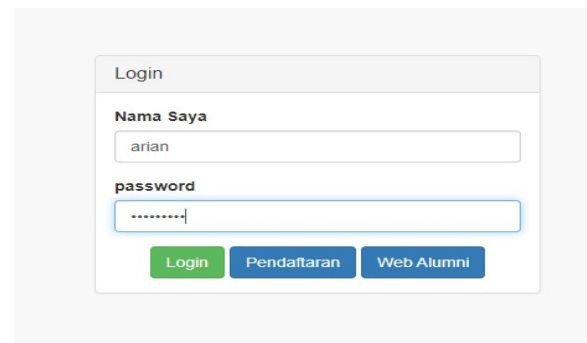 Login
Nama Saya
arian
password
•••••••••
Login Pendaftaran Web Alumni